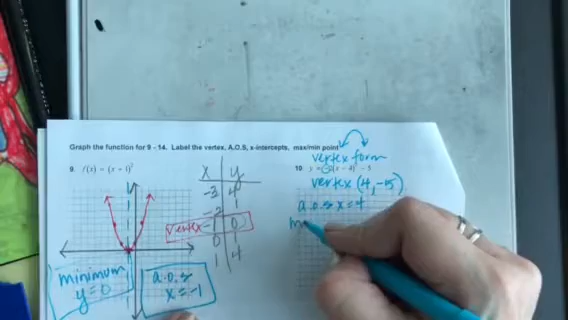 Graph the function for 9 - 14. Label the vertex, A.O.S, x-intercepts, max/min point
vertex form
9. f(x) = (x + 1)²
10. y = -2(x - 4)² - 5
vertex (4, -5)
a.o.s x = 4
m
x y
-3 4
-2 1
vertex -1 0
0 1
1 4
y
minimum
y = 0
a.o.s
x = -1